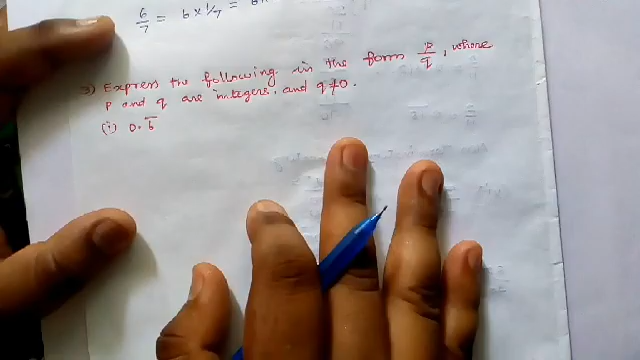 6/7 = 6 × 1/7 =
3) Express the following in the form p/q, where
p and q are integers, and q ≠ 0.
(i) 0.6̅